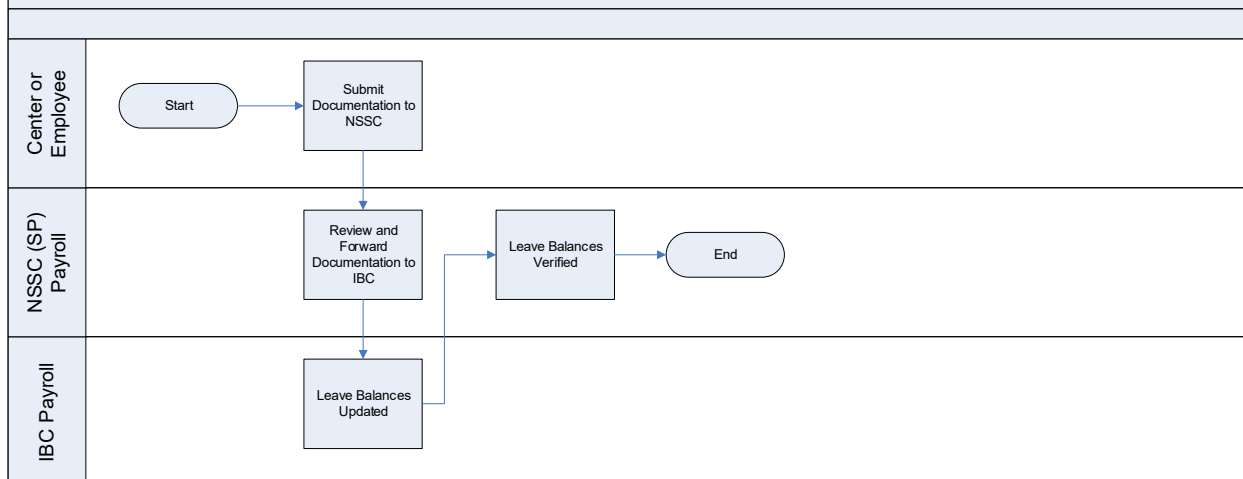 Center or
Employee
Start
Submit
Documentation to
NSSC
NSSC (SP)
Payroll
Review and
Forward
Documentation to
IBC
Leave Balances
Verified
End
IBC Payroll
Leave Balances
Updated